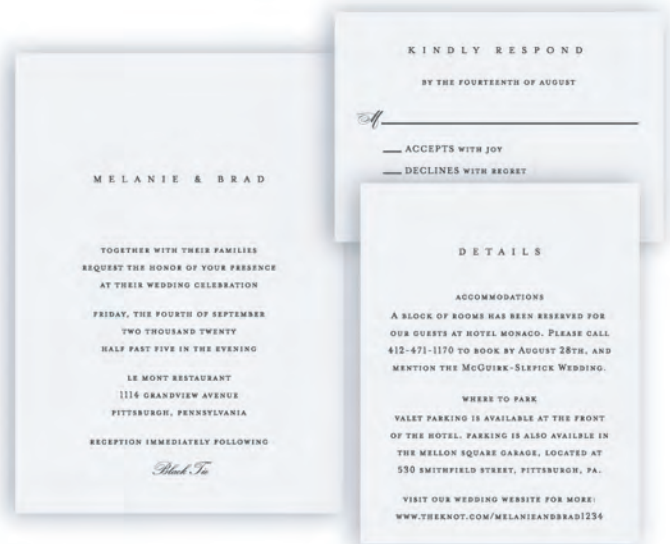 MELANIE & BRAD
TOGETHER WITH THEIR FAMILIES
REQUEST THE HONOR OF YOUR PRESENCE
AT THEIR WEDDING CELEBRATION
FRIDAY, THE FOURTH OF SEPTEMBER
TWO THOUSAND TWENTY
HALF PAST FIVE IN THE EVENING
LE MONT RESTAURANT
1114 GRANDVIEW AVENUE
PITTSBURGH, PENNSYLVANIA
RECEPTION IMMEDIATELY FOLLOWING
Black Tie
KINDLY RESPOND
BY THE FOURTEENTH OF AUGUST
M
ACCEPTS WITH JOY
DECLINES WITH REGRET
DETAILS
ACCOMMODATIONS
A BLOCK OF ROOMS HAS BEEN RESERVED FOR
OUR GUESTS AT HOTEL MONACO. PLEASE CALL
412-471-1170 TO BOOK BY AUGUST 28TH, AND
MENTION THE MCGUIRK-SLEPICK WEDDING.
WHERE TO PARK
VALET PARKING IS AVAILABLE AT THE FRONT
OF THE HOTEL. PARKING IS ALSO AVAILBLE IN
THE MELLON SQUARE GARAGE, LOCATED AT
530 SMITHFIELD STREET, PITTSBURGH, PA.
VISIT OUR WEDDING WEBSITE FOR MORE:
WWW.THEKNOT.COM/MELANIEANDBRAD1234